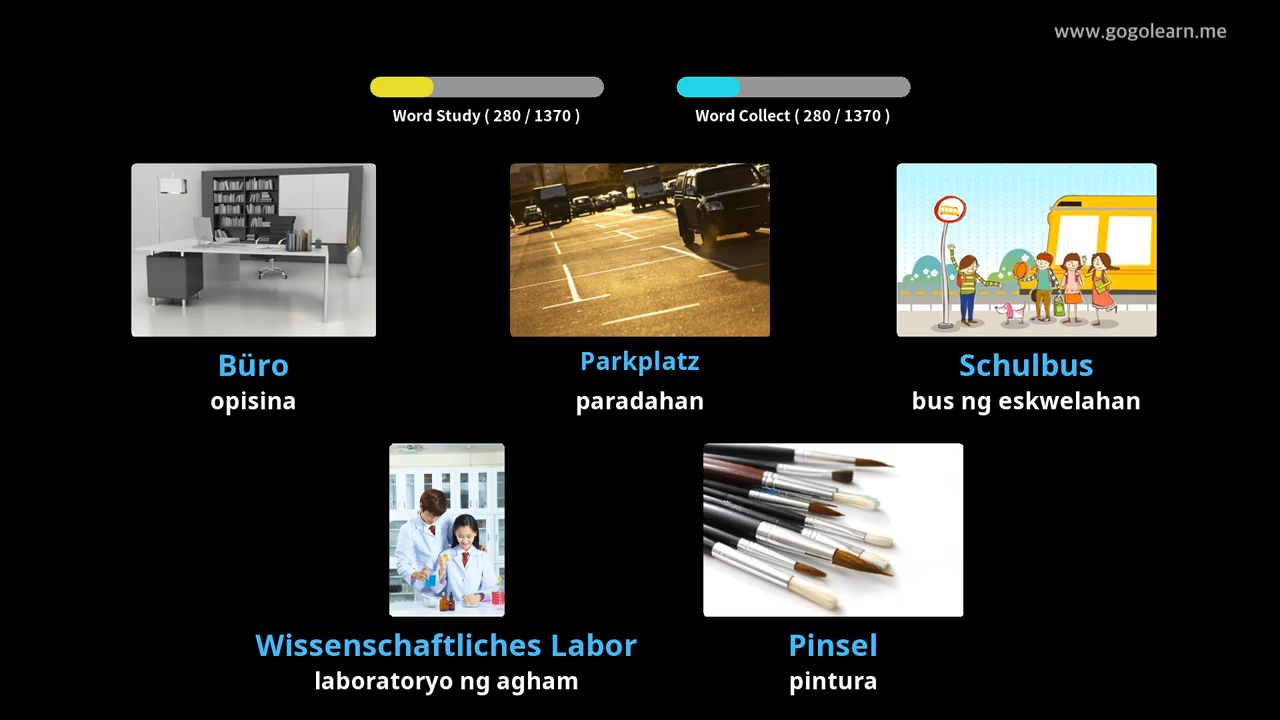 www.gogolearn.me
Word Study ( 280 / 1370 )
Word Collect ( 280 / 1370 )
Büro
opisina
Parkplatz
paradahan
Schulbus
bus ng eskwelahan
Wissenschaftliches Labor
laboratoryo ng agham
Pinsel
pintura